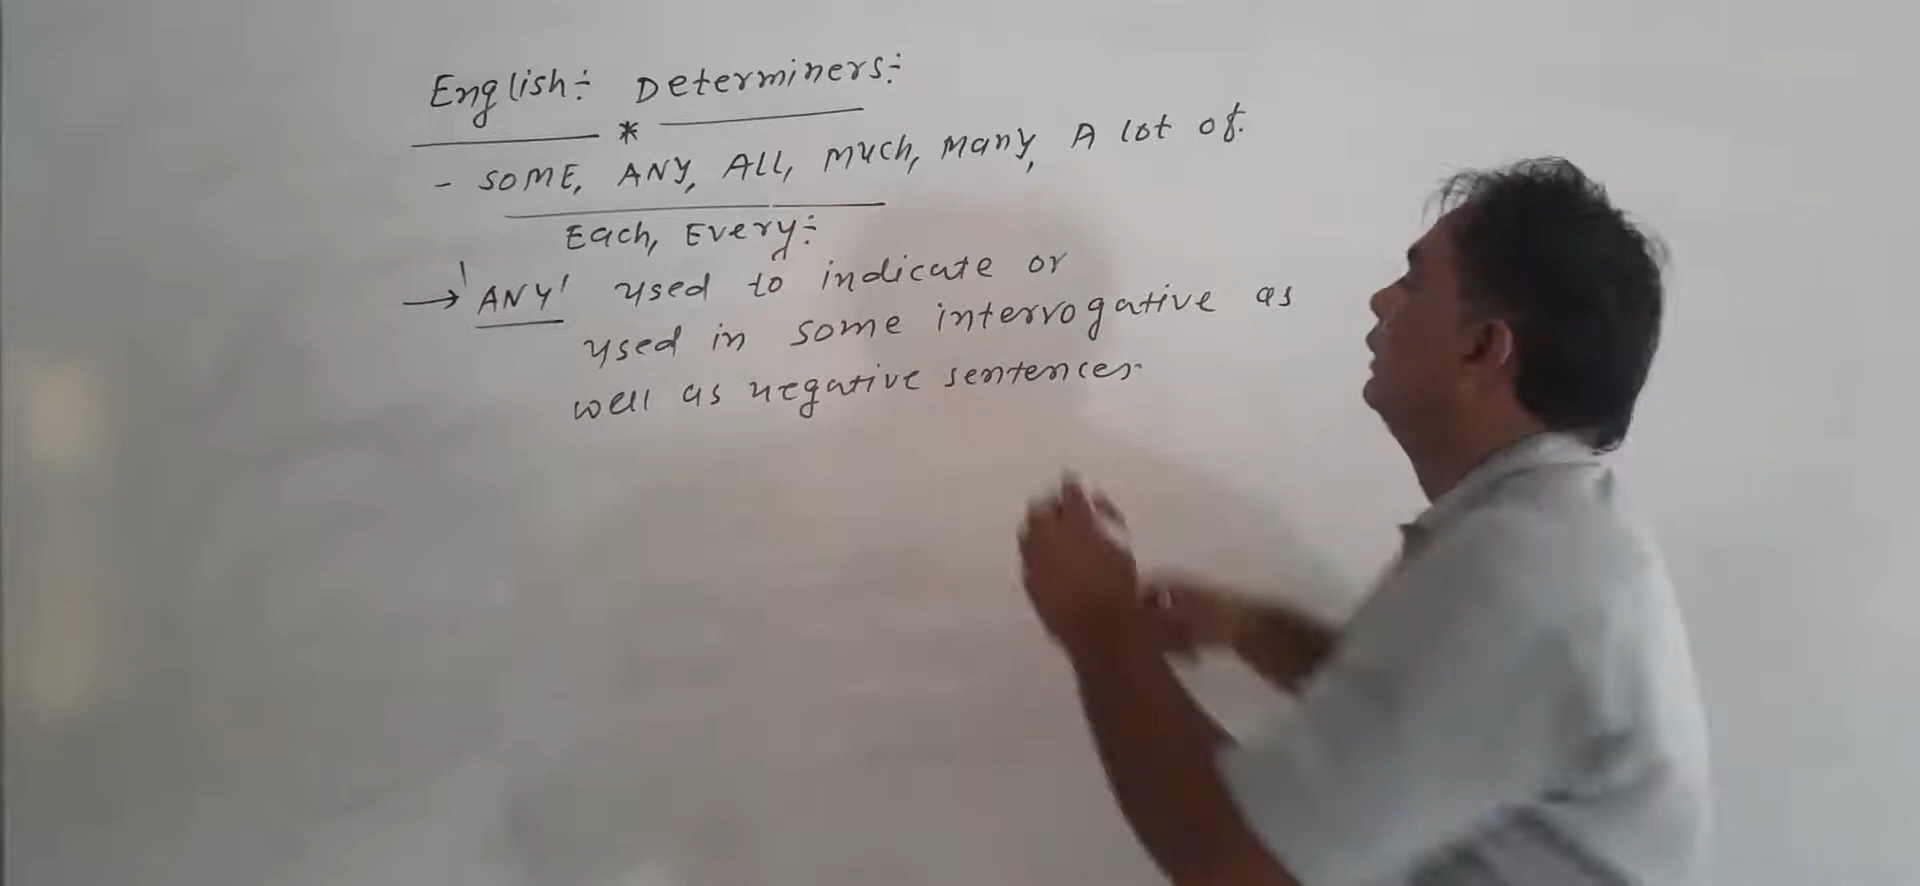 English:- Determiners:-
*
- SOME, ANY, ALL, Much, Many, A lot of.
Each, Every:-
→ 'ANY' used to indicate or
used in some interrogative as
well as negative sentences.